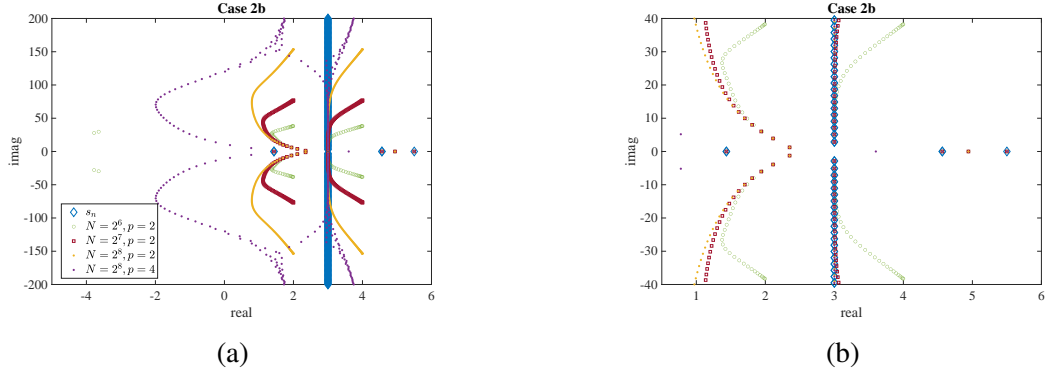 Case 2b
200
150
100
50
0
-50
-100
-150
-200
imag
s_n
N = 2^6, p = 2
N = 2^7, p = 2
N = 2^8, p = 2
N = 2^8, p = 4
-4 -2 0 2 4 6
real
(a)
Case 2b
40
30
20
10
0
-10
-20
-30
-40
imag
1 2 3 4 5 6
real
(b)